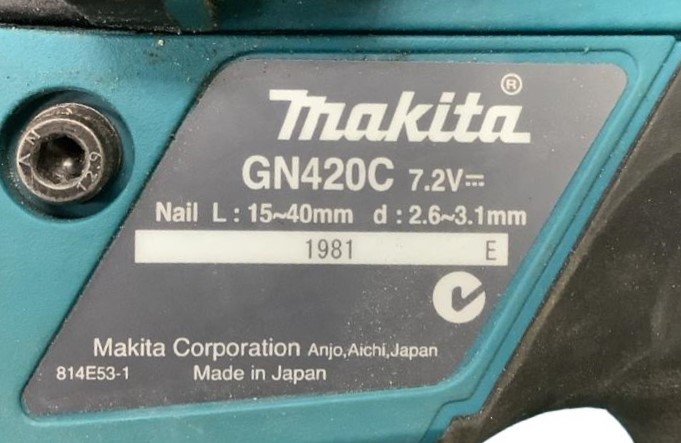 makita®
GN420C 7.2V⎓
Nail L : 15~40mm d : 2.6~3.1mm
1981 E
Makita Corporation Anjo,Aichi,Japan
814E53-1 Made in Japan